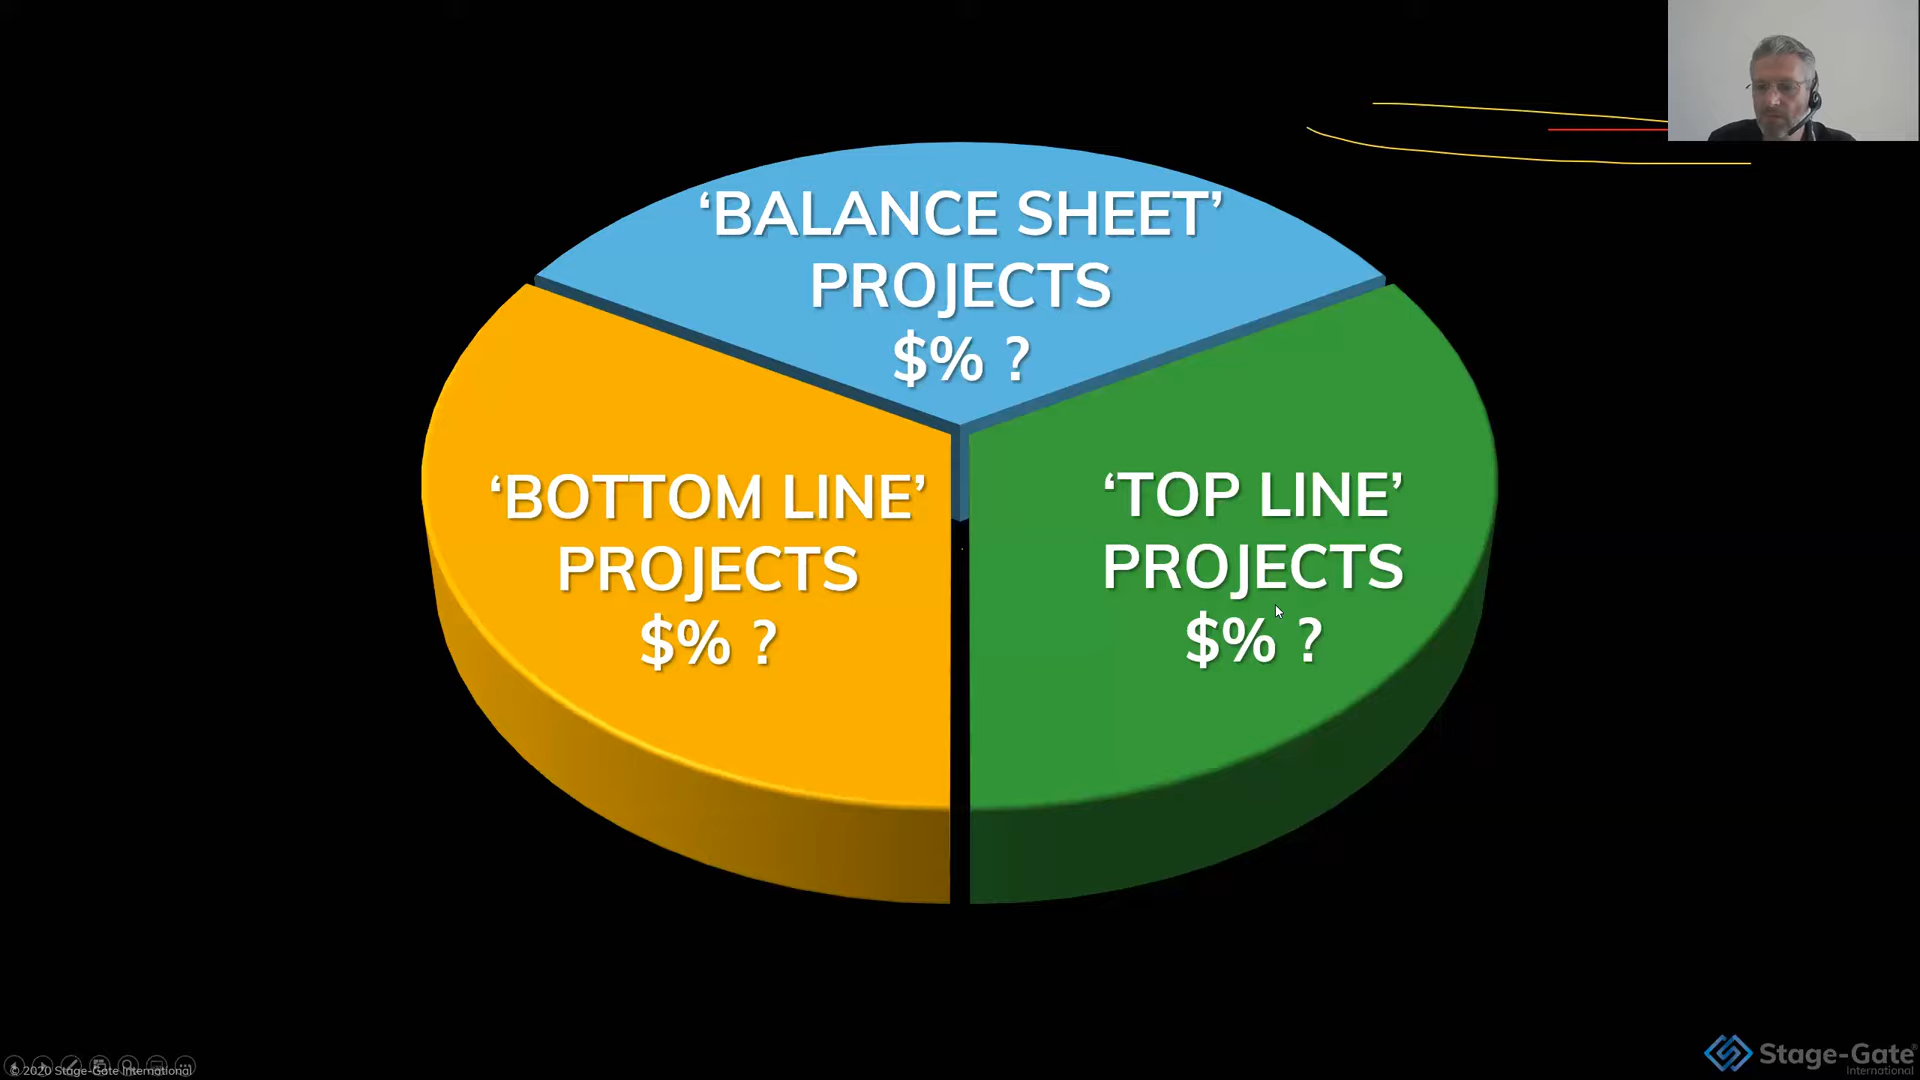 ‘BALANCE SHEET’
PROJECTS
$% ?
‘BOTTOM LINE’
PROJECTS
$% ?
‘TOP LINE’
PROJECTS
$% ?
© 2020 Stage-Gate International
Stage-Gate®
International